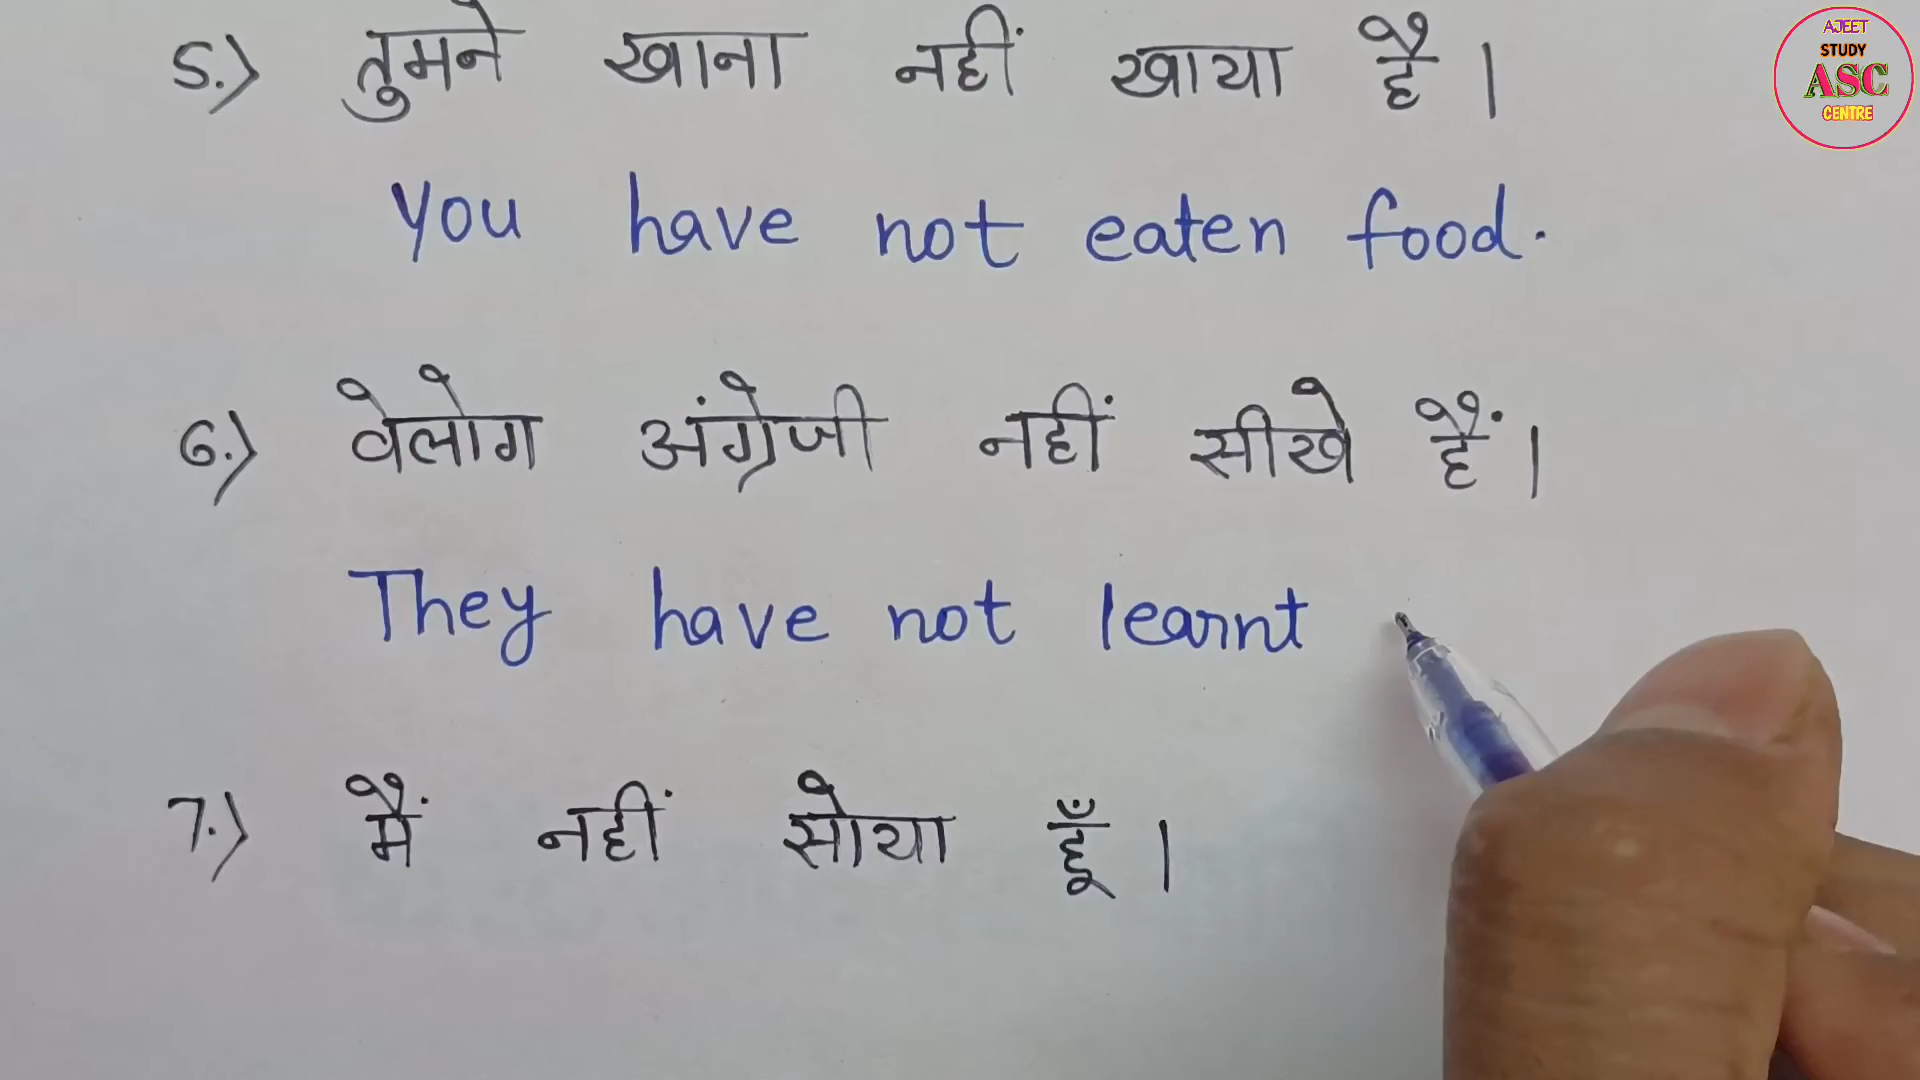 5.) तुमने खाना नहीं खाया है।
You have not eaten food.
6.) वेलोग अंग्रेजी नहीं सीखे हैं।
They have not learnt
7.) मैं नहीं सोया हूँ।
AJEET
STUDY
ASC
CENTRE